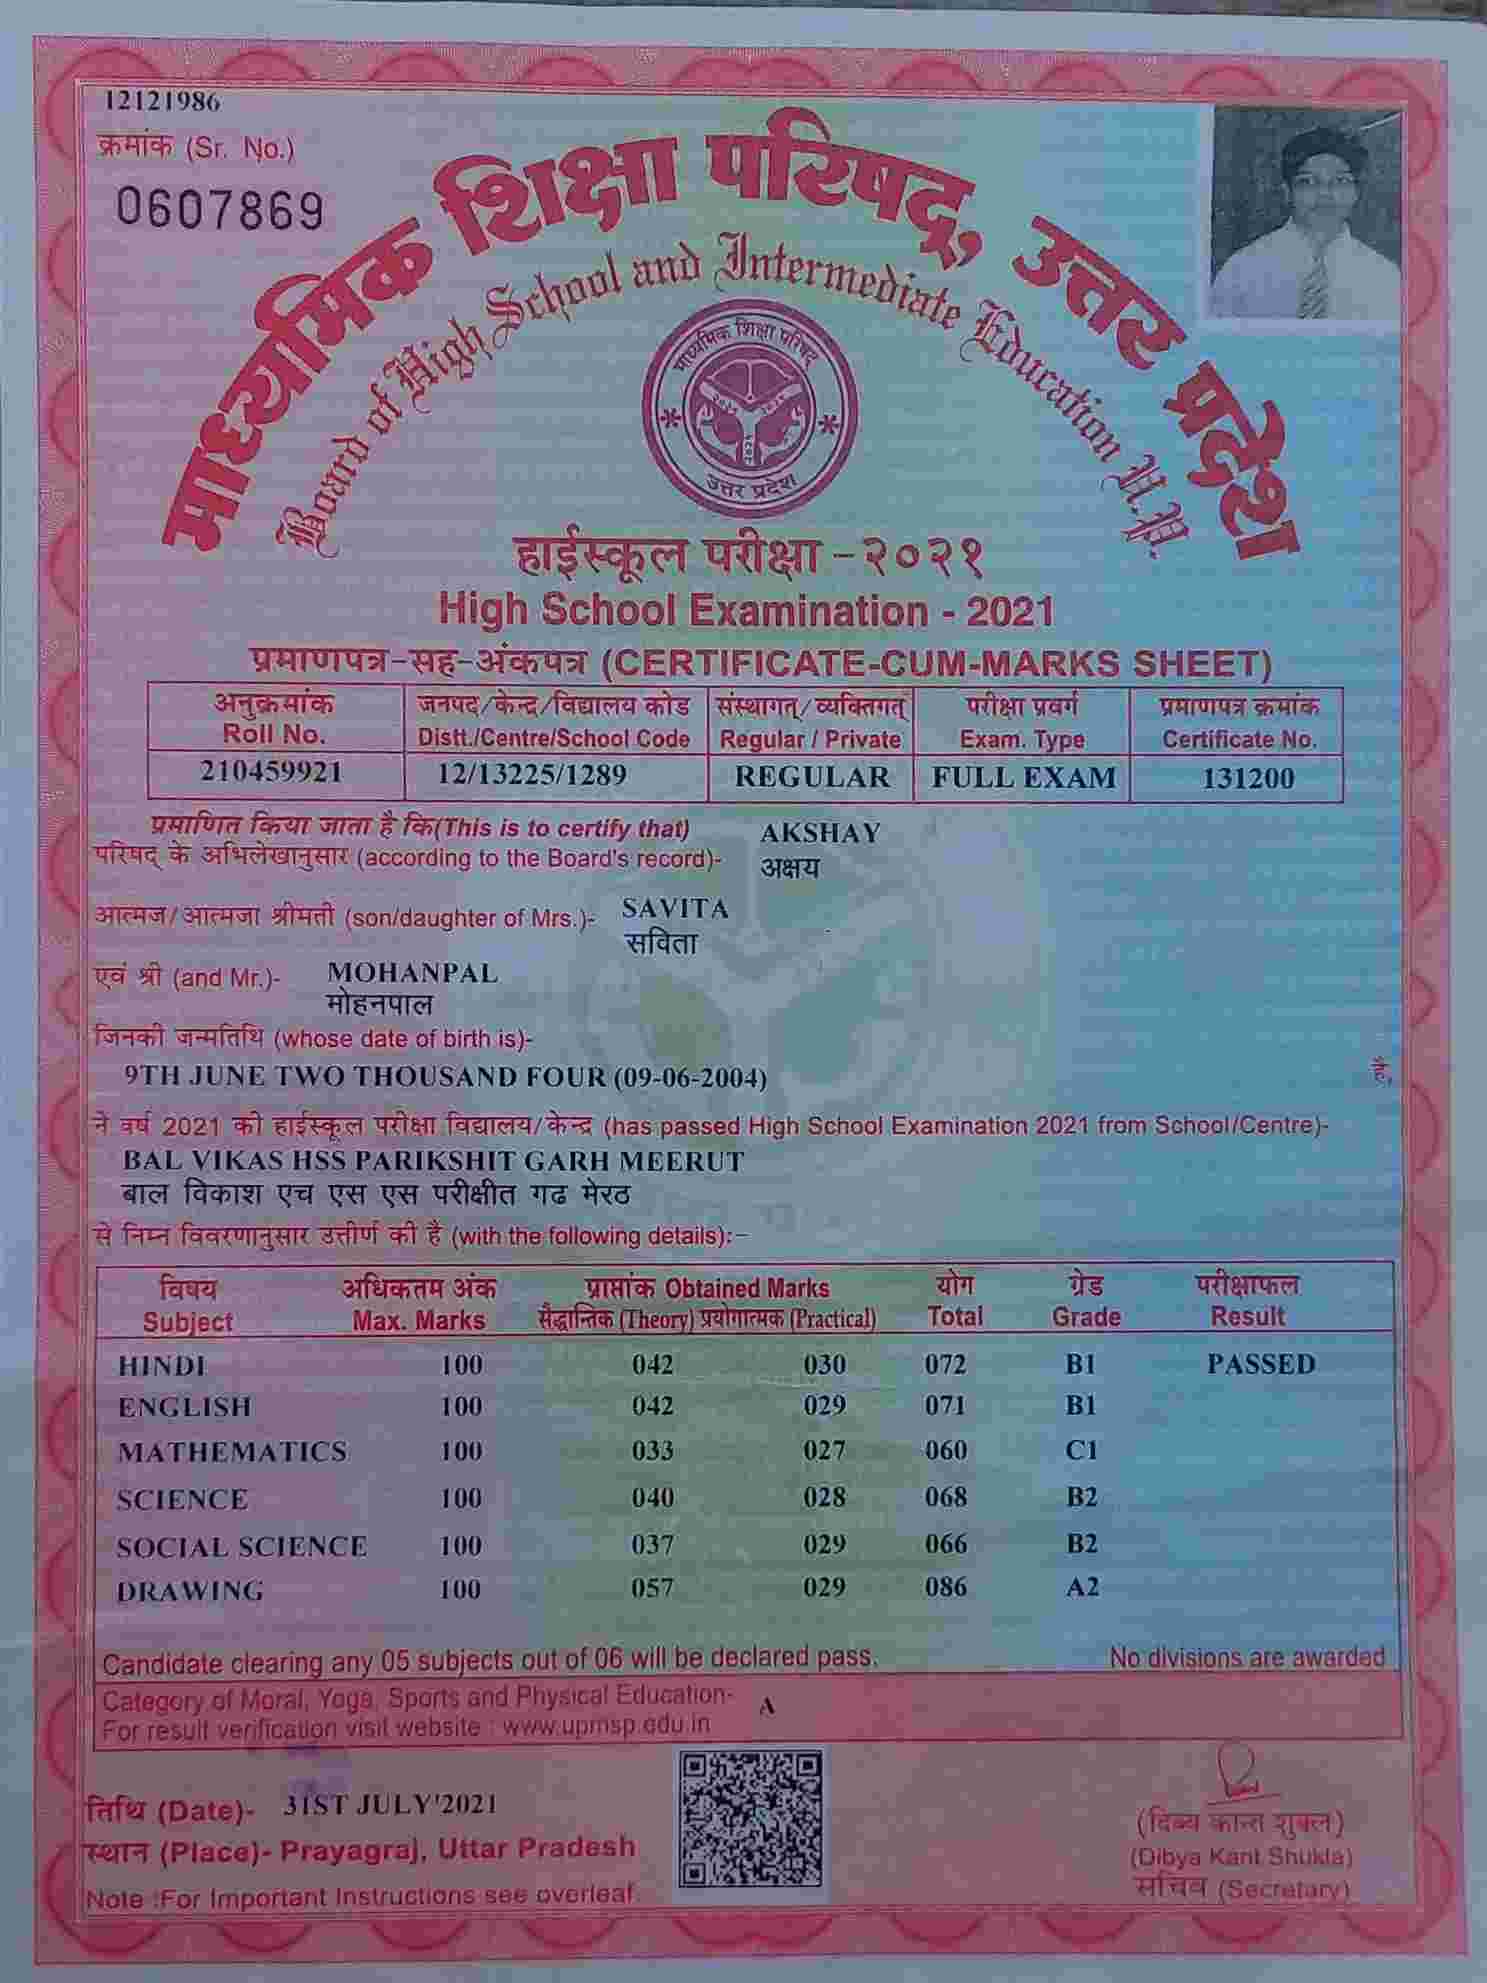 12121986
क्रमांक (Sr. No.)
0607869
माध्यमिक शिक्षा परिषद्, उत्तर प्रदेश
Board of High School and Intermediate Education U.P.
माध्यमिक शिक्षा परिषद्
उत्तर प्रदेश
हाईस्कूल परीक्षा -२०२१
High School Examination - 2021
प्रमाणपत्र-सह-अंकपत्र (CERTIFICATE-CUM-MARKS SHEET)
अनुक्रमांक जनपद/केन्द्र/विद्यालय कोड संस्थागत्/व्यक्तिगत् परीक्षा प्रवर्ग प्रमाणपत्र क्रमांक
Roll No. Distt./Centre/School Code Regular / Private Exam. Type Certificate No.
210459921 12/13225/1289 REGULAR FULL EXAM 131200
प्रमाणित किया जाता है कि(This is to certify that) AKSHAY
परिषद् के अभिलेखानुसार (according to the Board's record)- अक्षय
आत्मज/आत्मजा श्रीमती (son/daughter of Mrs.)- SAVITA
सविता
एवं श्री (and Mr.)- MOHANPAL
मोहनपाल
जिनकी जन्मतिथि (whose date of birth is)-
9TH JUNE TWO THOUSAND FOUR (09-06-2004) है,
ने वर्ष 2021 की हाईस्कूल परीक्षा विद्यालय/केन्द्र (has passed High School Examination 2021 from School/Centre)-
BAL VIKAS HSS PARIKSHIT GARH MEERUT
बाल विकाश एच एस एस परीक्षीत गढ मेरठ
से निम्न विवरणानुसार उत्तीर्ण की है (with the following details):-
विषय अधिकतम अंक प्राप्तांक Obtained Marks योग ग्रेड परीक्षाफल
Subject Max. Marks सैद्धान्तिक (Theory) प्रयोगात्मक (Practical) Total Grade Result
HINDI 100 042 030 072 B1 PASSED
ENGLISH 100 042 029 071 B1
MATHEMATICS 100 033 027 060 C1
SCIENCE 100 040 028 068 B2
SOCIAL SCIENCE 100 037 029 066 B2
DRAWING 100 057 029 086 A2
Candidate clearing any 05 subjects out of 06 will be declared pass. No divisions are awarded
Category of Moral, Yoga, Sports and Physical Education- A
For result verification visit website : www.upmsp.edu.in
तिथि (Date)- 31ST JULY'2021
स्थान (Place)- Prayagraj, Uttar Pradesh
Note :For Important Instructions see overleaf.
(दिब्य कान्त शुक्ल)
(Dibya Kant Shukla)
सचिव (Secretary)